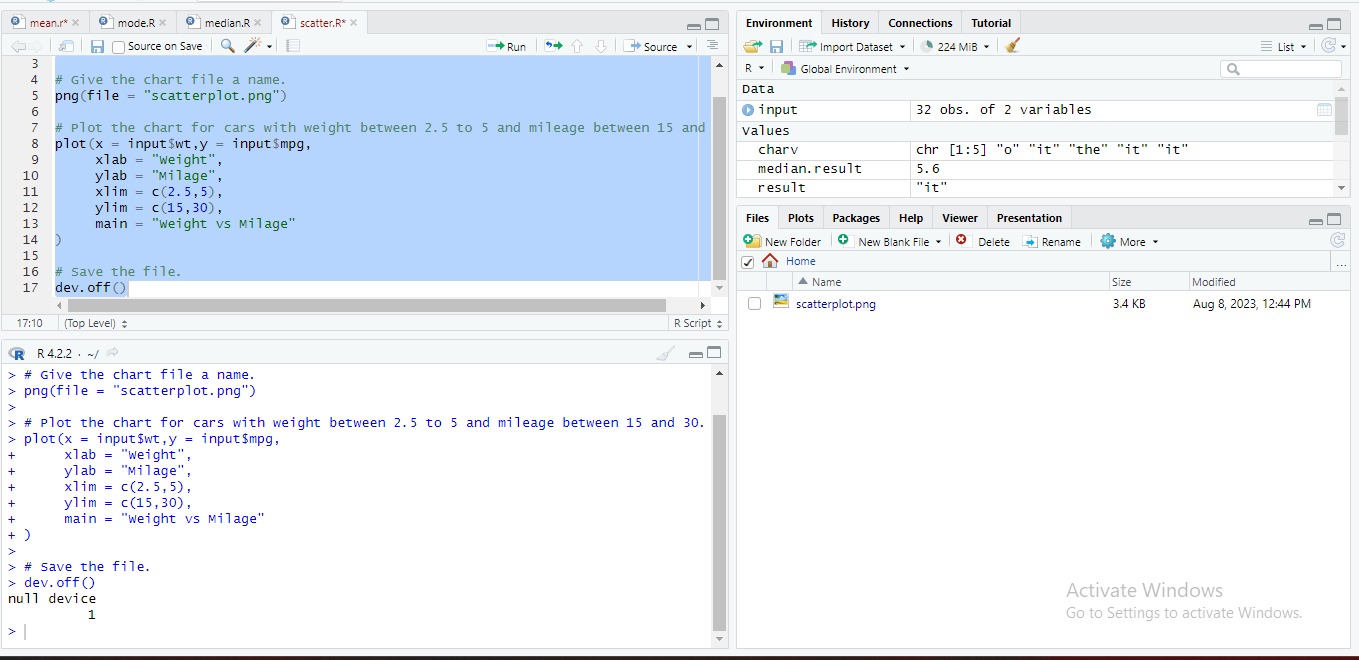 mean.r* mode.R median.R scatter.R*
Source on Save Run Source
3
4 # Give the chart file a name.
5 png(file = "scatterplot.png")
6
7 # Plot the chart for cars with weight between 2.5 to 5 and mileage between 15 and
8 plot(x = input$wt,y = input$mpg,
9 xlab = "Weight",
10 ylab = "Milage",
11 xlim = c(2.5,5),
12 ylim = c(15,30),
13 main = "Weight vs Milage"
14 )
15
16 # Save the file.
17 dev.off()
17:10 (Top Level) R Script
R 4.2.2 · ~/
> # Give the chart file a name.
> png(file = "scatterplot.png")
>
> # Plot the chart for cars with weight between 2.5 to 5 and mileage between 15 and 30.
> plot(x = input$wt,y = input$mpg,
+ xlab = "Weight",
+ ylab = "Milage",
+ xlim = c(2.5,5),
+ ylim = c(15,30),
+ main = "Weight vs Milage"
+ )
>
> # Save the file.
> dev.off()
null device
1
>
Environment History Connections Tutorial
Import Dataset 224 MiB List
R Global Environment
Data
input 32 obs. of 2 variables
Values
charv chr [1:5] "o" "it" "the" "it" "it"
median.result 5.6
result "it"
Files Plots Packages Help Viewer Presentation
New Folder New Blank File Delete Rename More
Home ...
Name Size Modified
scatterplot.png 3.4 KB Aug 8, 2023, 12:44 PM
Activate Windows
Go to Settings to activate Windows.